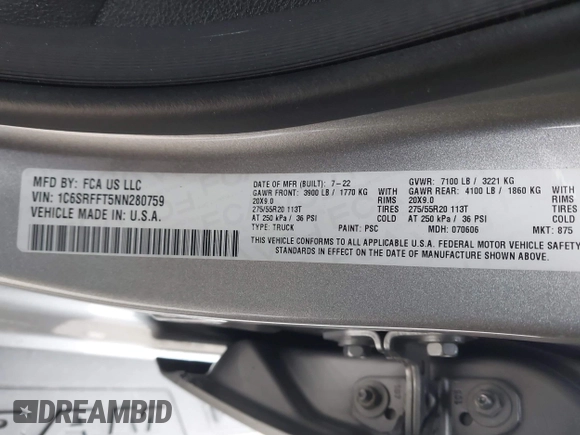 MFD BY: FCA US LLC
VIN: 1C6SRFFT5NN280759
VEHICLE MADE IN: U.S.A.
DATE OF MFR (BUILT): 7-22 GVWR: 7100 LB / 3221 KG
GAWR FRONT: 3900 LB / 1770 KG WITH GAWR REAR: 4100 LB / 1860 KG WITH
20X9.0 RIMS 20X9.0 RIMS
275/55R20 113T TIRES 275/55R20 113T TIRES
AT 250 kPa / 36 PSI COLD AT 250 kPa / 36 PSI COLD
TYPE: TRUCK PAINT: PSC MDH: 070606 MKT: 875
THIS VEHICLE CONFORMS TO ALL APPLICABLE U.S.A. FEDERAL MOTOR VEHICLE SAFETY
STANDARDS IN EFFECT ON THE DATE OF MANUFACTURE SHOWN ABOVE.
DREAMBID